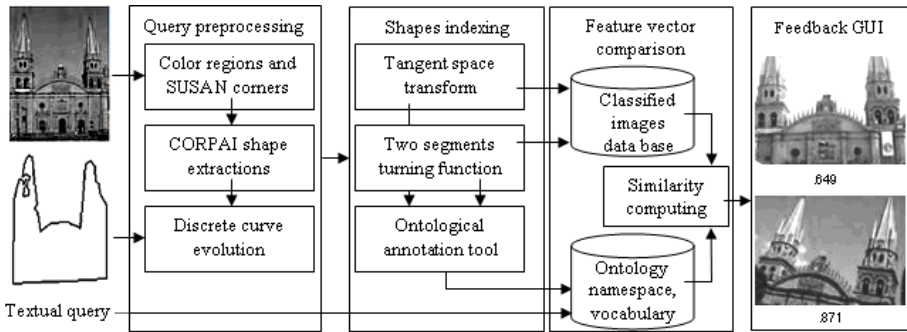 Query preprocessing
Color regions and
SUSAN corners
CORPAI shape
extractions
Discrete curve
evolution
Textual query
Shapes indexing
Tangent space
transform
Two segments
turning function
Ontological
annotation tool
Feature vector
comparison
Classified
images
data base
Similarity
computing
Ontology
namespace,
vocabulary
Feedback GUI
.649
.871